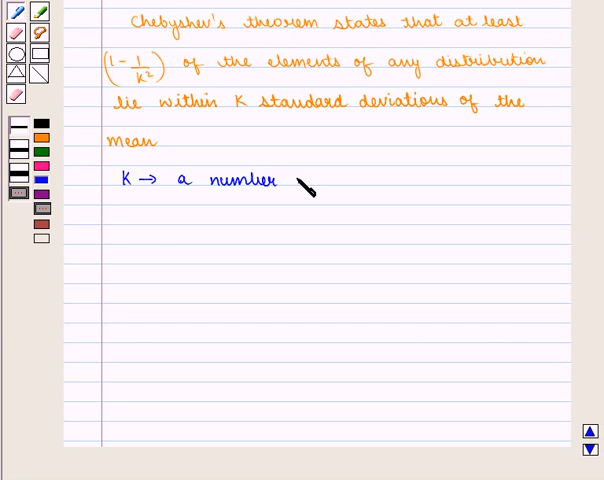 Chebyshev's theorem states that at least
(1 - 1/K²) of the elements of any distribution
lie within K standard deviations of the
mean
K → a number